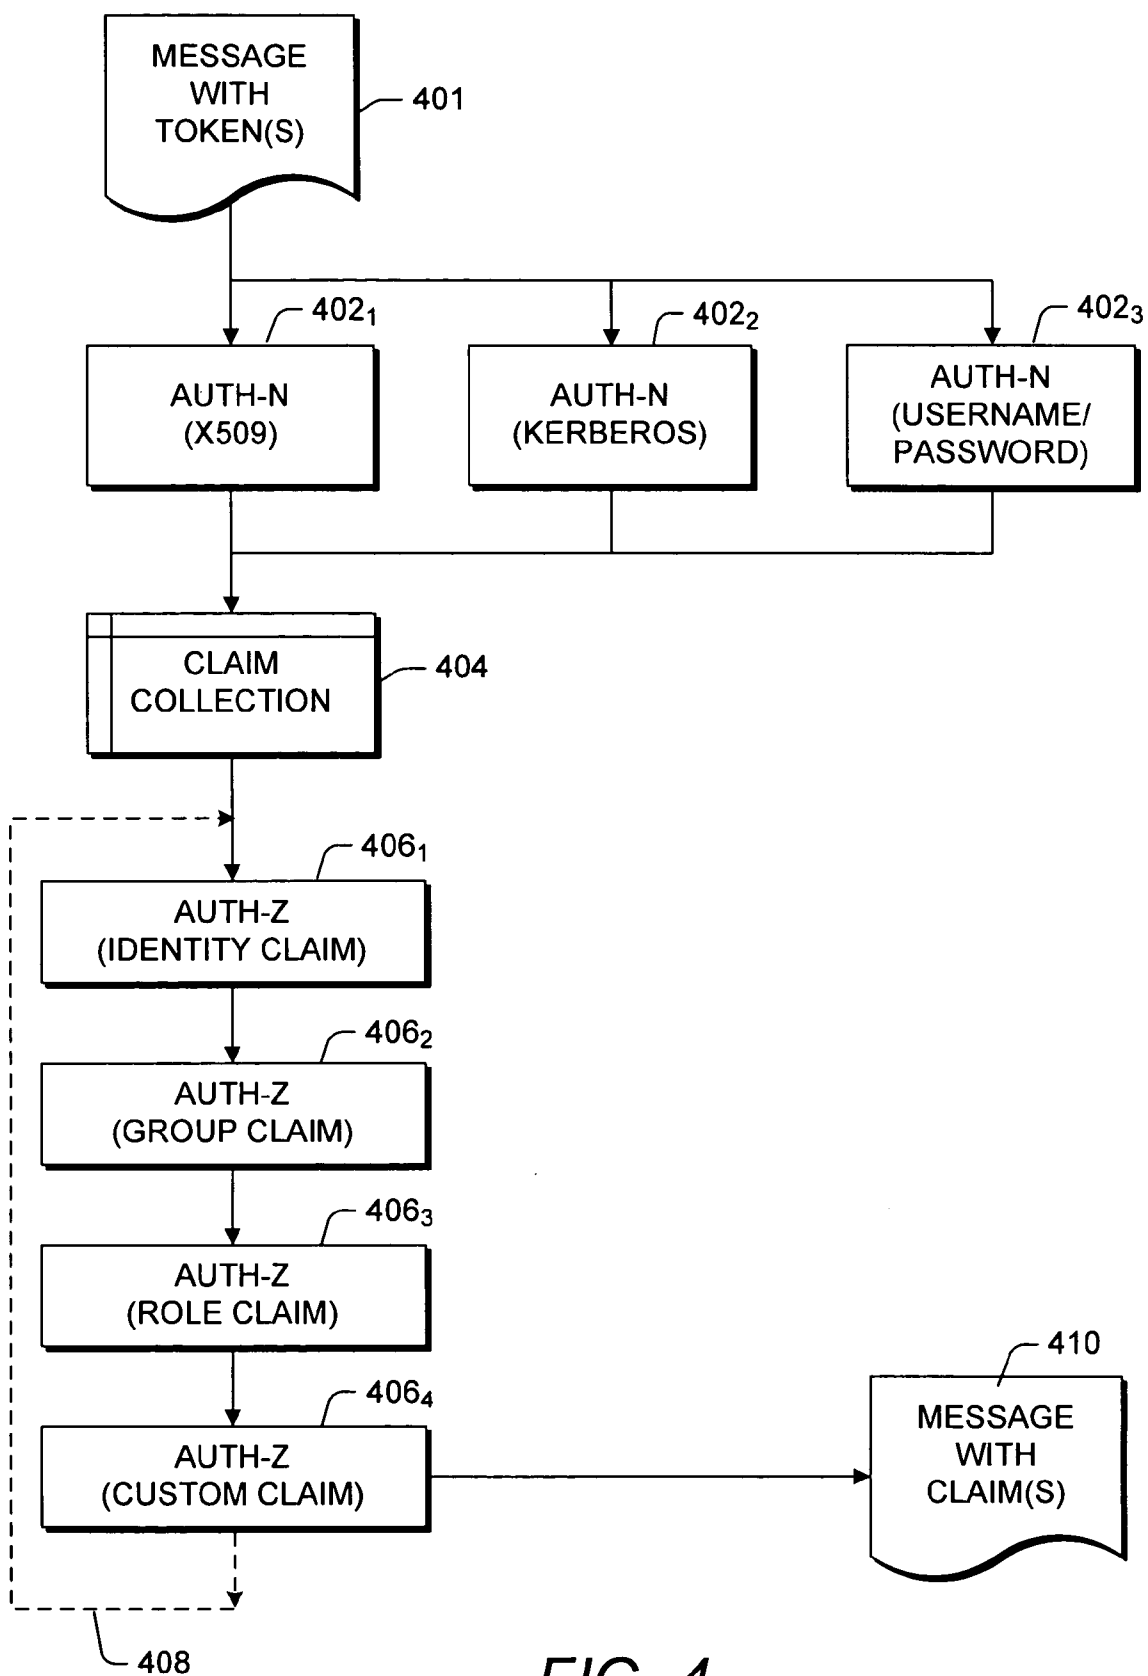 MESSAGE
WITH
TOKEN(S)
401
402₁
402₂
402₃
AUTH-N
(X509)
AUTH-N
(KERBEROS)
AUTH-N
(USERNAME/
PASSWORD)
CLAIM
COLLECTION
404
406₁
AUTH-Z
(IDENTITY CLAIM)
406₂
AUTH-Z
(GROUP CLAIM)
406₃
AUTH-Z
(ROLE CLAIM)
406₄
AUTH-Z
(CUSTOM CLAIM)
410
MESSAGE
WITH
CLAIM(S)
408
FIG. 4